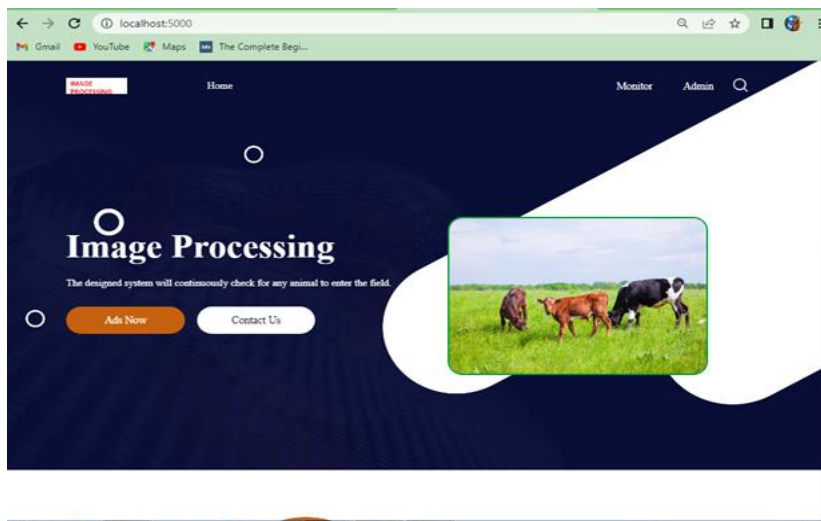 localhost:5000
Gmail YouTube Maps The Complete Begi...
IMAGE
PROCESSING
Home Monitor Admin
Image Processing
The designed system will continuously check for any animal to enter the field.
Ads Now Contact Us